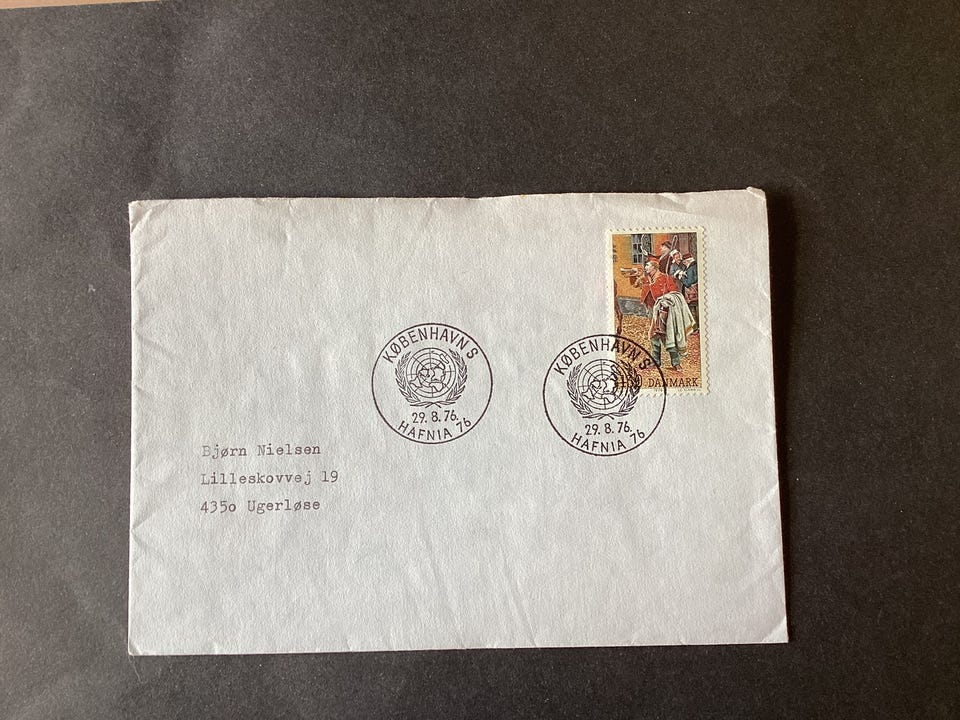 KØBENHAVN S
29. 8. 76.
HAFNIA 76
KØBENHAVN S
29. 8. 76.
HAFNIA 76
DANMARK
Bjørn Nielsen
Lilleskovvej 19
435o Ugerløse